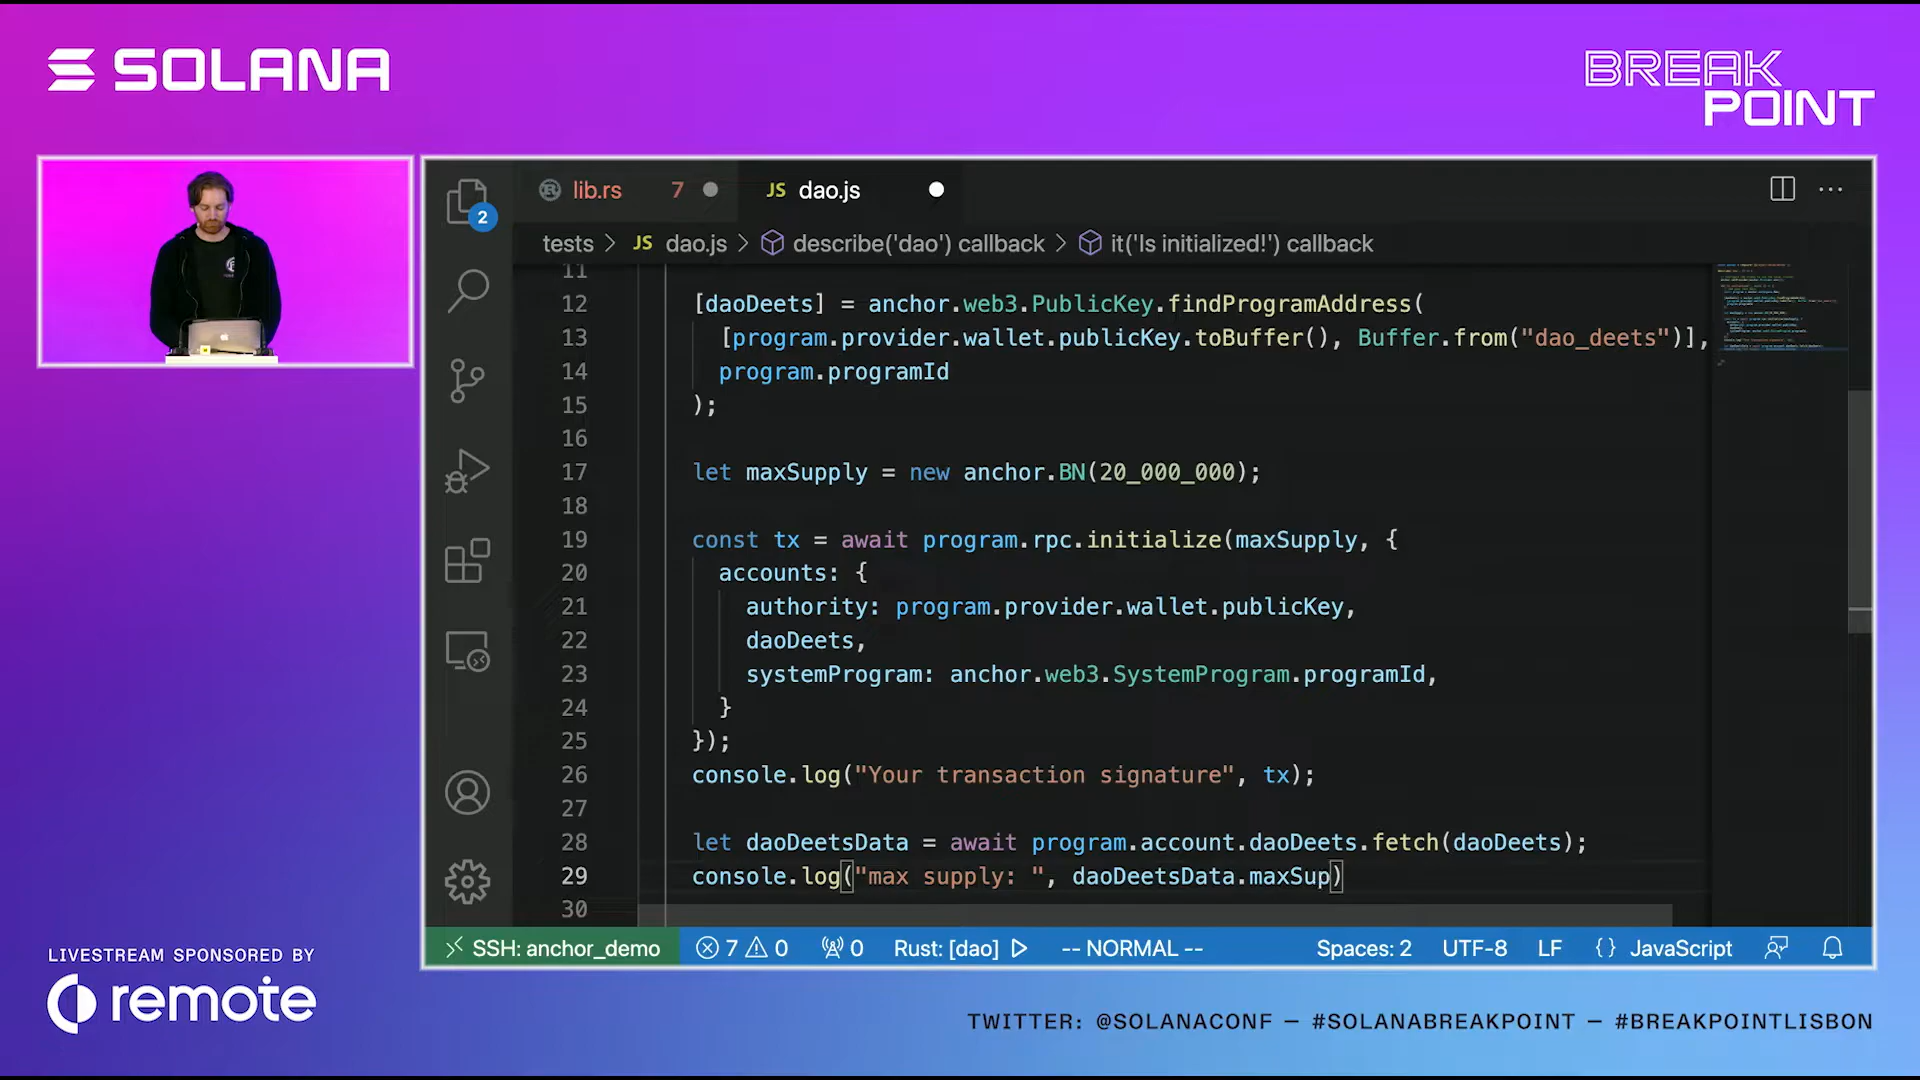 SOLANA
BREAK
POINT
2
lib.rs 7
JS dao.js
tests > JS dao.js > describe('dao') callback > it('Is initialized!') callback
11
12 [daoDeets] = anchor.web3.PublicKey.findProgramAddress(
13 [program.provider.wallet.publicKey.toBuffer(), Buffer.from("dao_deets")],
14 program.programId
15 );
16
17 let maxSupply = new anchor.BN(20_000_000);
18
19 const tx = await program.rpc.initialize(maxSupply, {
20 accounts: {
21 authority: program.provider.wallet.publicKey,
22 daoDeets,
23 systemProgram: anchor.web3.SystemProgram.programId,
24 }
25 });
26 console.log("Your transaction signature", tx);
27
28 let daoDeetsData = await program.account.daoDeets.fetch(daoDeets);
29 console.log("max supply: ", daoDeetsData.maxSup)
30
SSH: anchor_demo 7 0 0 Rust: [dao] -- NORMAL -- Spaces: 2 UTF-8 LF {} JavaScript
LIVESTREAM SPONSORED BY
remote
TWITTER: @SOLANACONF – #SOLANABREAKPOINT – #BREAKPOINTLISBON